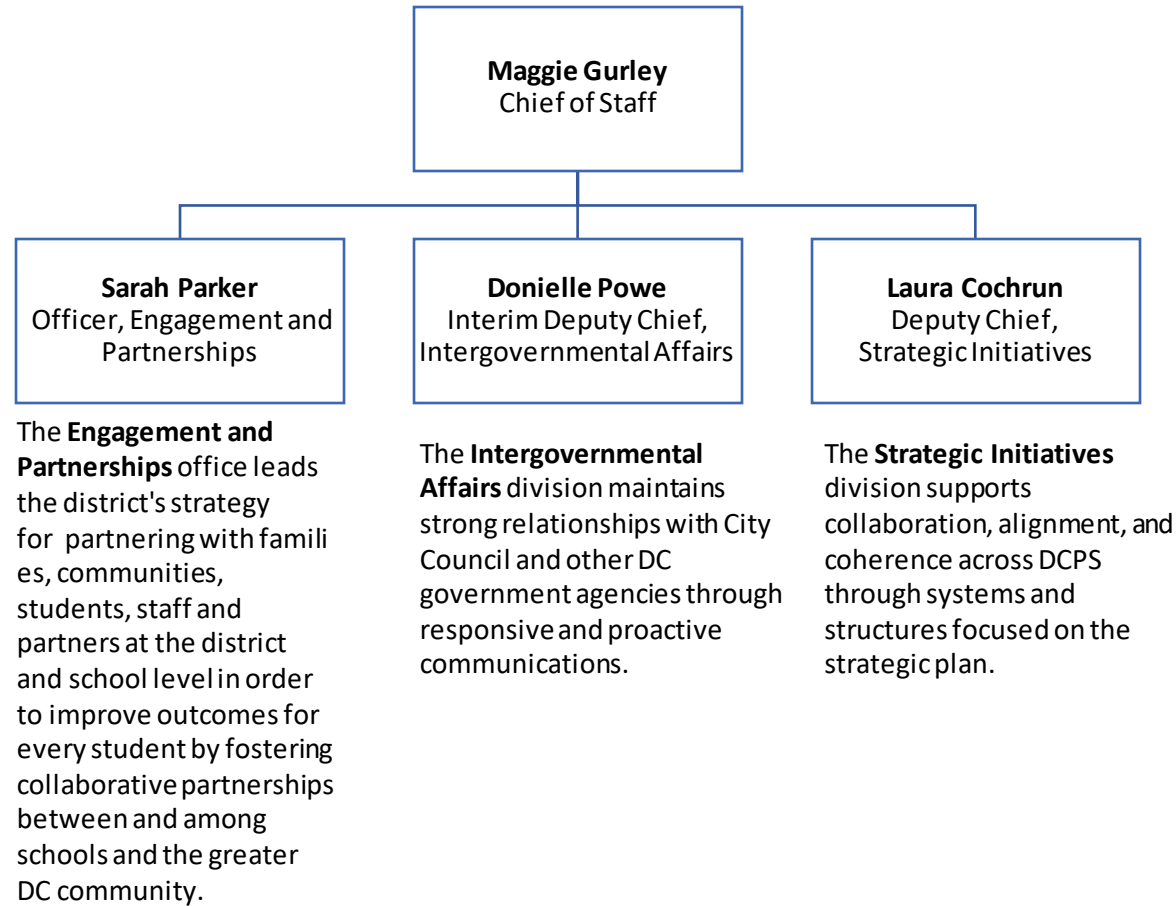 Maggie Gurley
Chief of Staff
Sarah Parker
Officer, Engagement and
Partnerships
Donielle Powe
Interim Deputy Chief,
Intergovernmental Affairs
Laura Cochrun
Deputy Chief,
Strategic Initiatives
The Engagement and
Partnerships office leads
the district's strategy
for partnering with famili
es, communities,
students, staff and
partners at the district
and school level in order
to improve outcomes for
every student by fostering
collaborative partnerships
between and among
schools and the greater
DC community.
The Intergovernmental
Affairs division maintains
strong relationships with City
Council and other DC
government agencies through
responsive and proactive
communications.
The Strategic Initiatives
division supports
collaboration, alignment, and
coherence across DCPS
through systems and
structures focused on the
strategic plan.